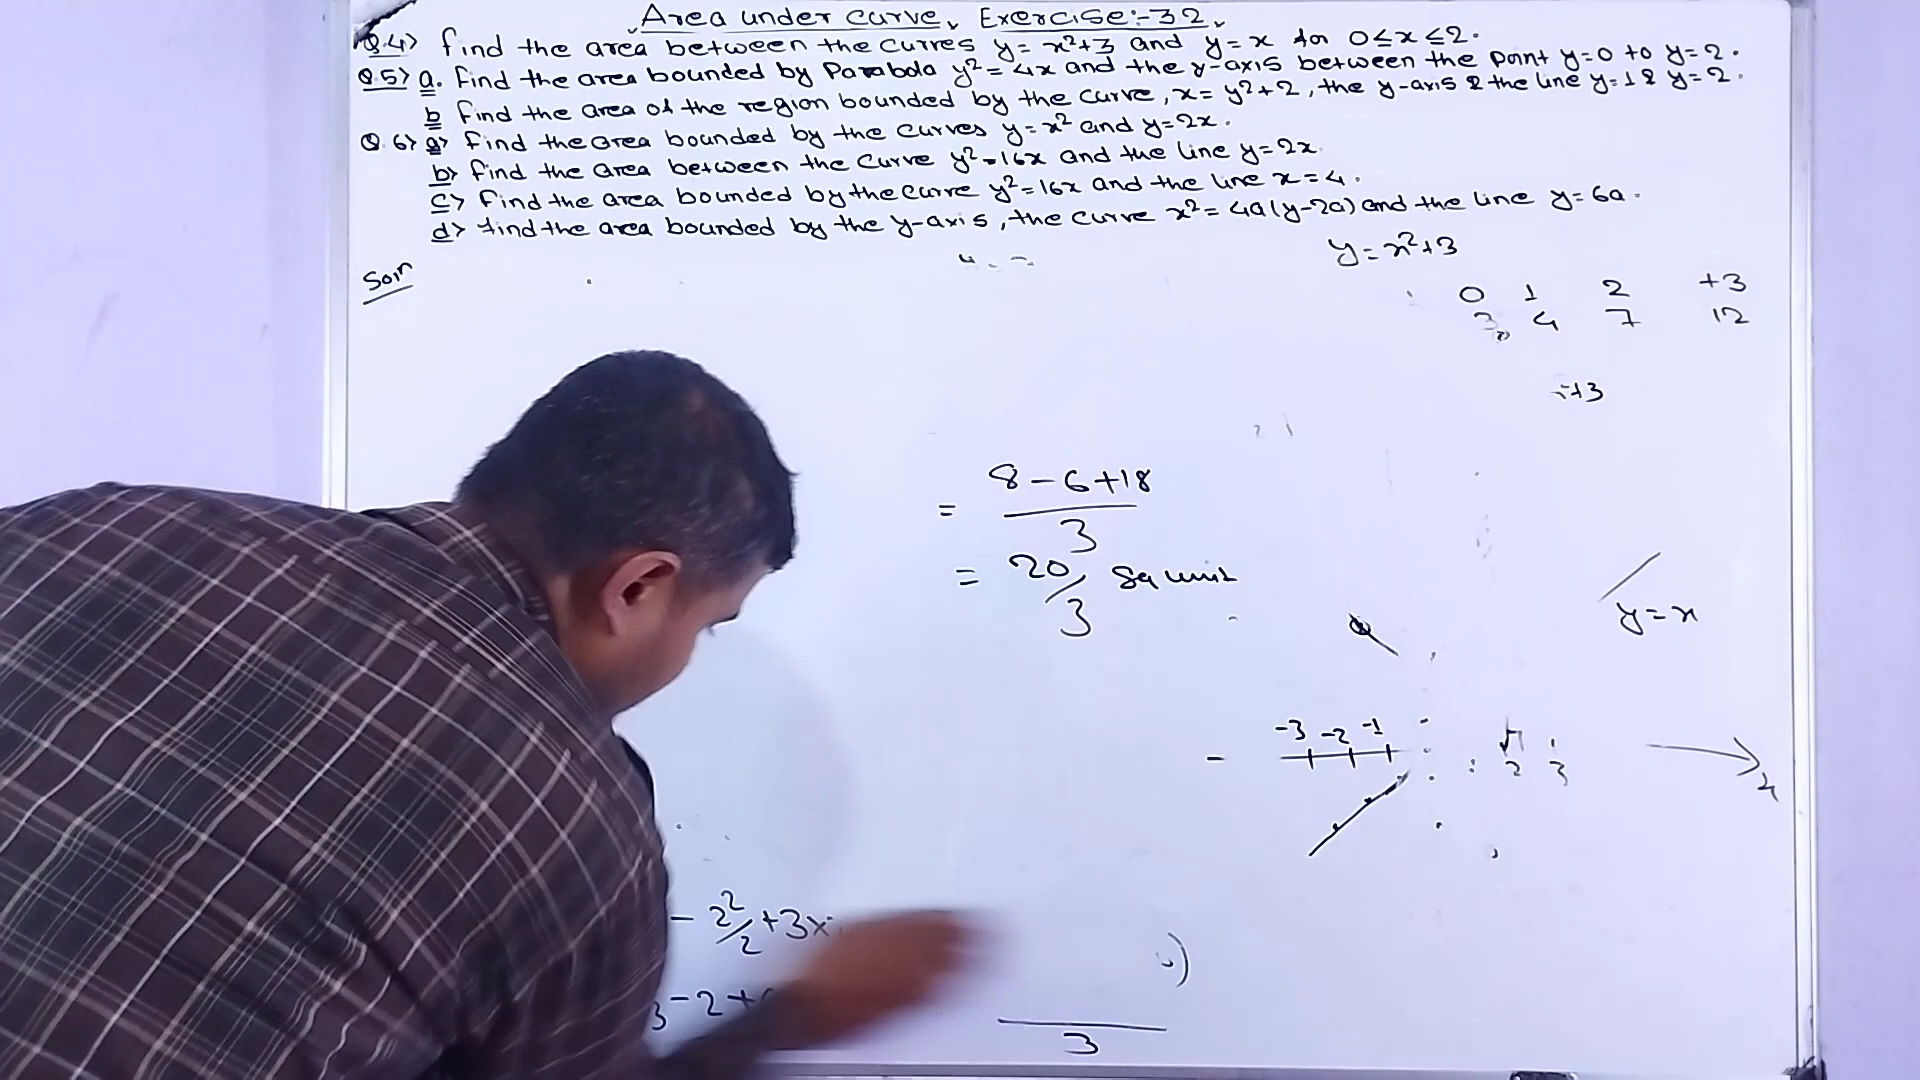 Area under curve, Exercise:-32,
Q.4> find the area between the curves y = x²+3 and y = x for 0≤x≤2.
Q.5> a. Find the area bounded by Parabola y² = 4x and the y-axis between the point y=0 to y=2.
b Find the area of the region bounded by the curve, x = y²+2, the y-axis & the line y=1 & y=2.
Q.6> a> Find the area bounded by the curves y=x² and y=2x.
b> Find the area between the curve y²=16x and the line y=2x
c> Find the area bounded by the curve y²=16x and the line x=4.
d> find the area bounded by the y-axis, the curve x²=4a(y-2a) and the line y=6a.
Soln
y = x²+3
0 1 2 +3
3 4 7 12
+3
= 8-6+18 / 3
= 20/3 sq unit
y = x
-3 -2 -1
2 3
- 2²/2 +3x
3 -2+
3